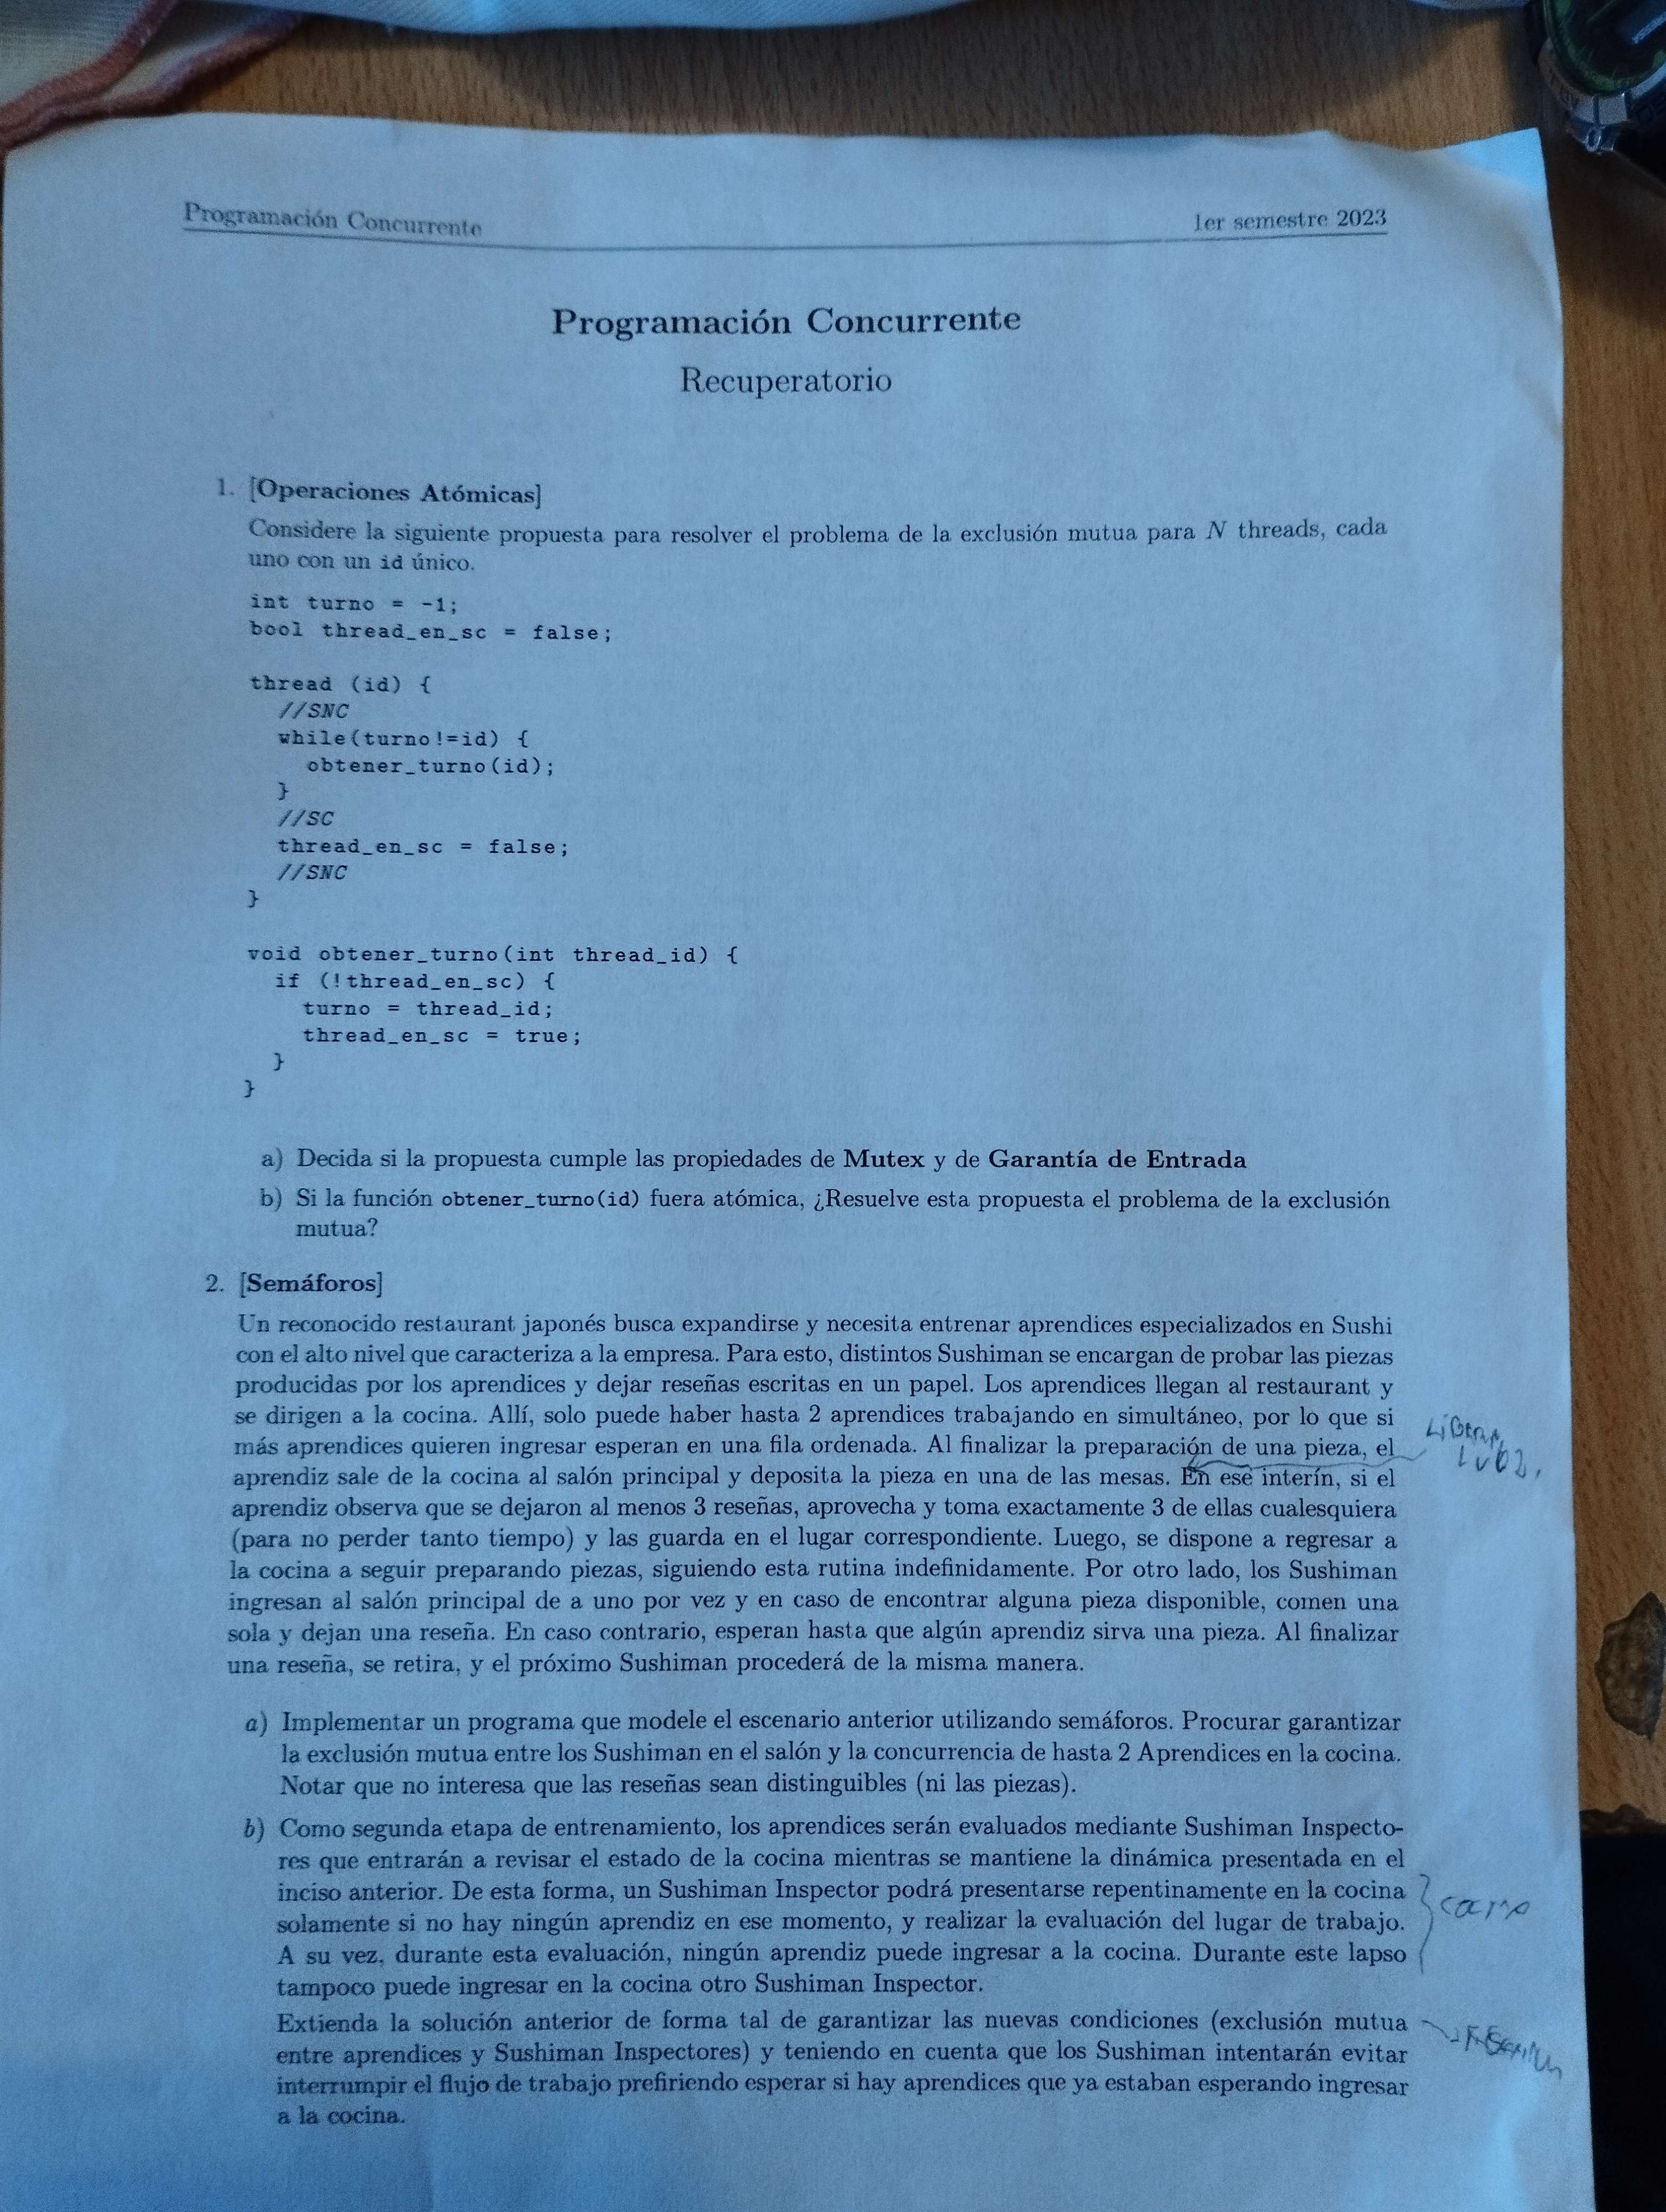 Programación Concurrente 1er semestre 2023
Programación Concurrente
Recuperatorio
1. [Operaciones Atómicas]
Considere la siguiente propuesta para resolver el problema de la exclusión mutua para N threads, cada
uno con un id único.
int turno = -1;
bool thread_en_sc = false;
thread (id) {
//SNC
while(turno!=id) {
obtener_turno(id);
}
//SC
thread_en_sc = false;
//SNC
}
void obtener_turno(int thread_id) {
if (!thread_en_sc) {
turno = thread_id;
thread_en_sc = true;
}
}
a) Decida si la propuesta cumple las propiedades de Mutex y de Garantía de Entrada
b) Si la función obtener_turno(id) fuera atómica, ¿Resuelve esta propuesta el problema de la exclusión
mutua?
2. [Semáforos]
Un reconocido restaurant japonés busca expandirse y necesita entrenar aprendices especializados en Sushi
con el alto nivel que caracteriza a la empresa. Para esto, distintos Sushiman se encargan de probar las piezas
producidas por los aprendices y dejar reseñas escritas en un papel. Los aprendices llegan al restaurant y
se dirigen a la cocina. Allí, solo puede haber hasta 2 aprendices trabajando en simultáneo, por lo que si
más aprendices quieren ingresar esperan en una fila ordenada. Al finalizar la preparación de una pieza, el
aprendiz sale de la cocina al salón principal y deposita la pieza en una de las mesas. En ese interín, si el
aprendiz observa que se dejaron al menos 3 reseñas, aprovecha y toma exactamente 3 de ellas cualesquiera
(para no perder tanto tiempo) y las guarda en el lugar correspondiente. Luego, se dispone a regresar a
la cocina a seguir preparando piezas, siguiendo esta rutina indefinidamente. Por otro lado, los Sushiman
ingresan al salón principal de a uno por vez y en caso de encontrar alguna pieza disponible, comen una
sola y dejan una reseña. En caso contrario, esperan hasta que algún aprendiz sirva una pieza. Al finalizar
una reseña, se retira, y el próximo Sushiman procederá de la misma manera.
a) Implementar un programa que modele el escenario anterior utilizando semáforos. Procurar garantizar
la exclusión mutua entre los Sushiman en el salón y la concurrencia de hasta 2 Aprendices en la cocina.
Notar que no interesa que las reseñas sean distinguibles (ni las piezas).
b) Como segunda etapa de entrenamiento, los aprendices serán evaluados mediante Sushiman Inspecto-
res que entrarán a revisar el estado de la cocina mientras se mantiene la dinámica presentada en el
inciso anterior. De esta forma, un Sushiman Inspector podrá presentarse repentinamente en la cocina
solamente si no hay ningún aprendiz en ese momento, y realizar la evaluación del lugar de trabajo.
A su vez, durante esta evaluación, ningún aprendiz puede ingresar a la cocina. Durante este lapso
tampoco puede ingresar en la cocina otro Sushiman Inspector.
Extienda la solución anterior de forma tal de garantizar las nuevas condiciones (exclusión mutua
entre aprendices y Sushiman Inspectores) y teniendo en cuenta que los Sushiman intentarán evitar
interrumpir el flujo de trabajo prefiriendo esperar si hay aprendices que ya estaban esperando ingresar
a la cocina.